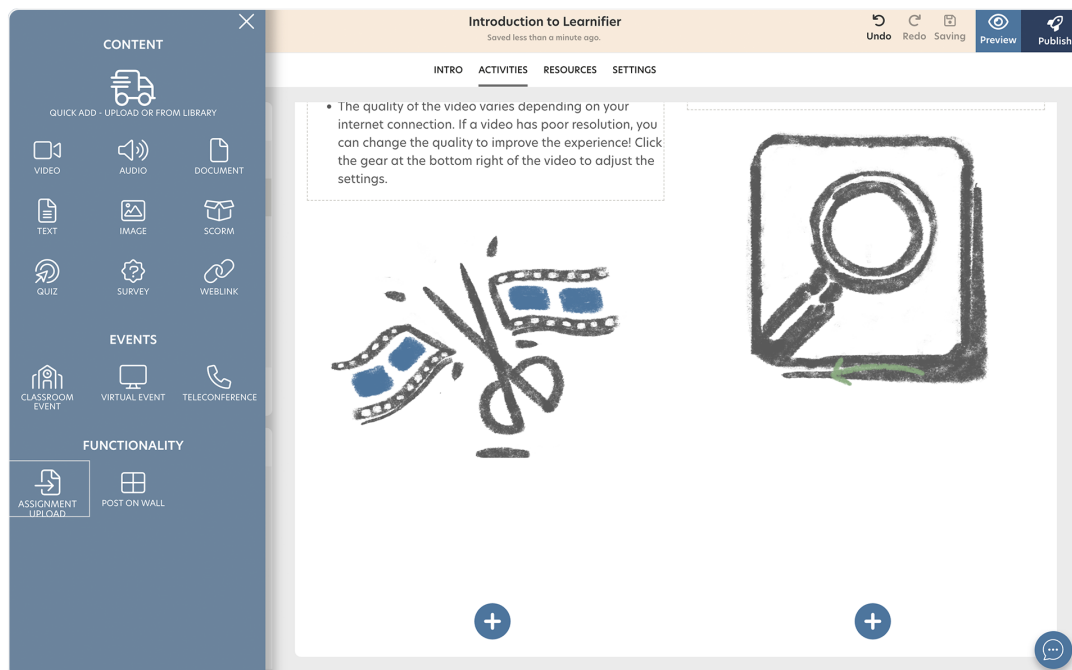 CONTENT
QUICK ADD - UPLOAD OR FROM LIBRARY
VIDEO
AUDIO
DOCUMENT
TEXT
IMAGE
SCORM
QUIZ
SURVEY
WEBLINK
EVENTS
CLASSROOM
EVENT
VIRTUAL EVENT
TELECONFERENCE
FUNCTIONALITY
ASSIGNMENT
UPLOAD
POST ON WALL
Introduction to Learnifier
Saved less than a minute ago.
Undo
Redo
Saving
Preview
Publish
INTRO
ACTIVITIES
RESOURCES
SETTINGS
• The quality of the video varies depending on your
internet connection. If a video has poor resolution, you
can change the quality to improve the experience! Click
the gear at the bottom right of the video to adjust the
settings.